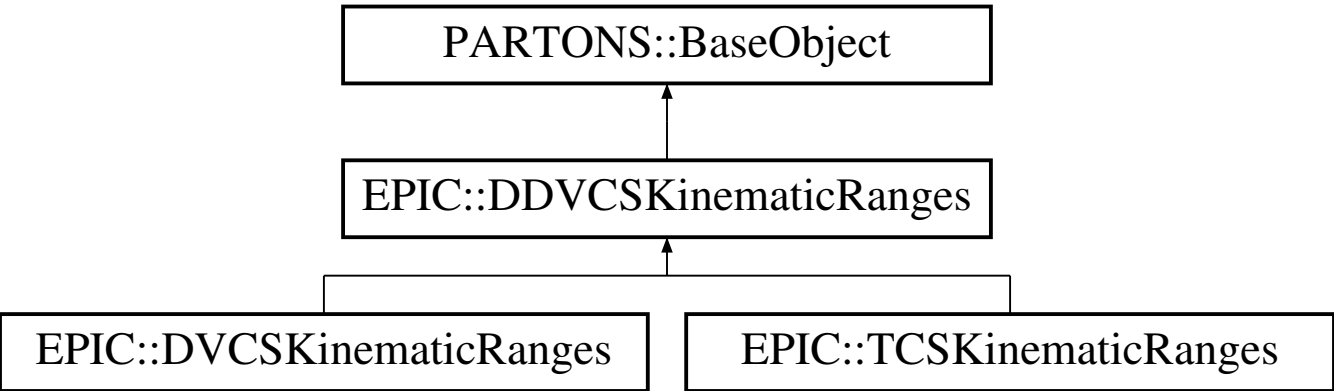 PARTONS::BaseObject
EPIC::DDVCSKinematicRanges
EPIC::DVCSKinematicRanges
EPIC::TCSKinematicRanges